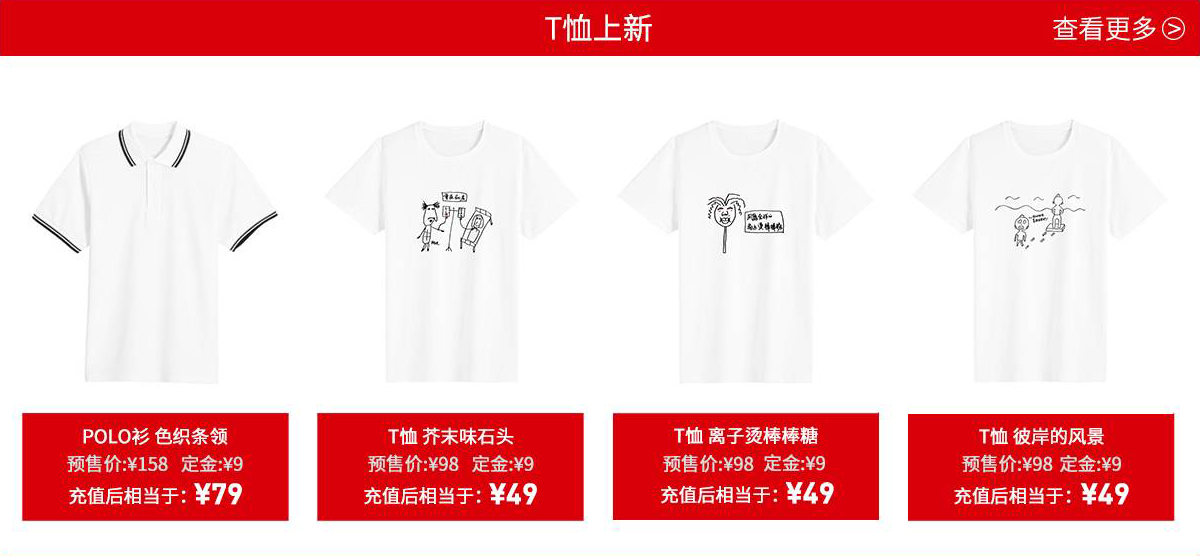 T恤上新
查看更多
POLO衫 色织条领
预售价:¥158 定金:¥9
充值后相当于：¥79
T恤 芥末味石头
预售价:¥98 定金:¥9
充值后相当于：¥49
T恤 离子烫棒棒糖
预售价:¥98 定金:¥9
充值后相当于：¥49
T恤 彼岸的风景
预售价:¥98 定金:¥9
充值后相当于：¥49